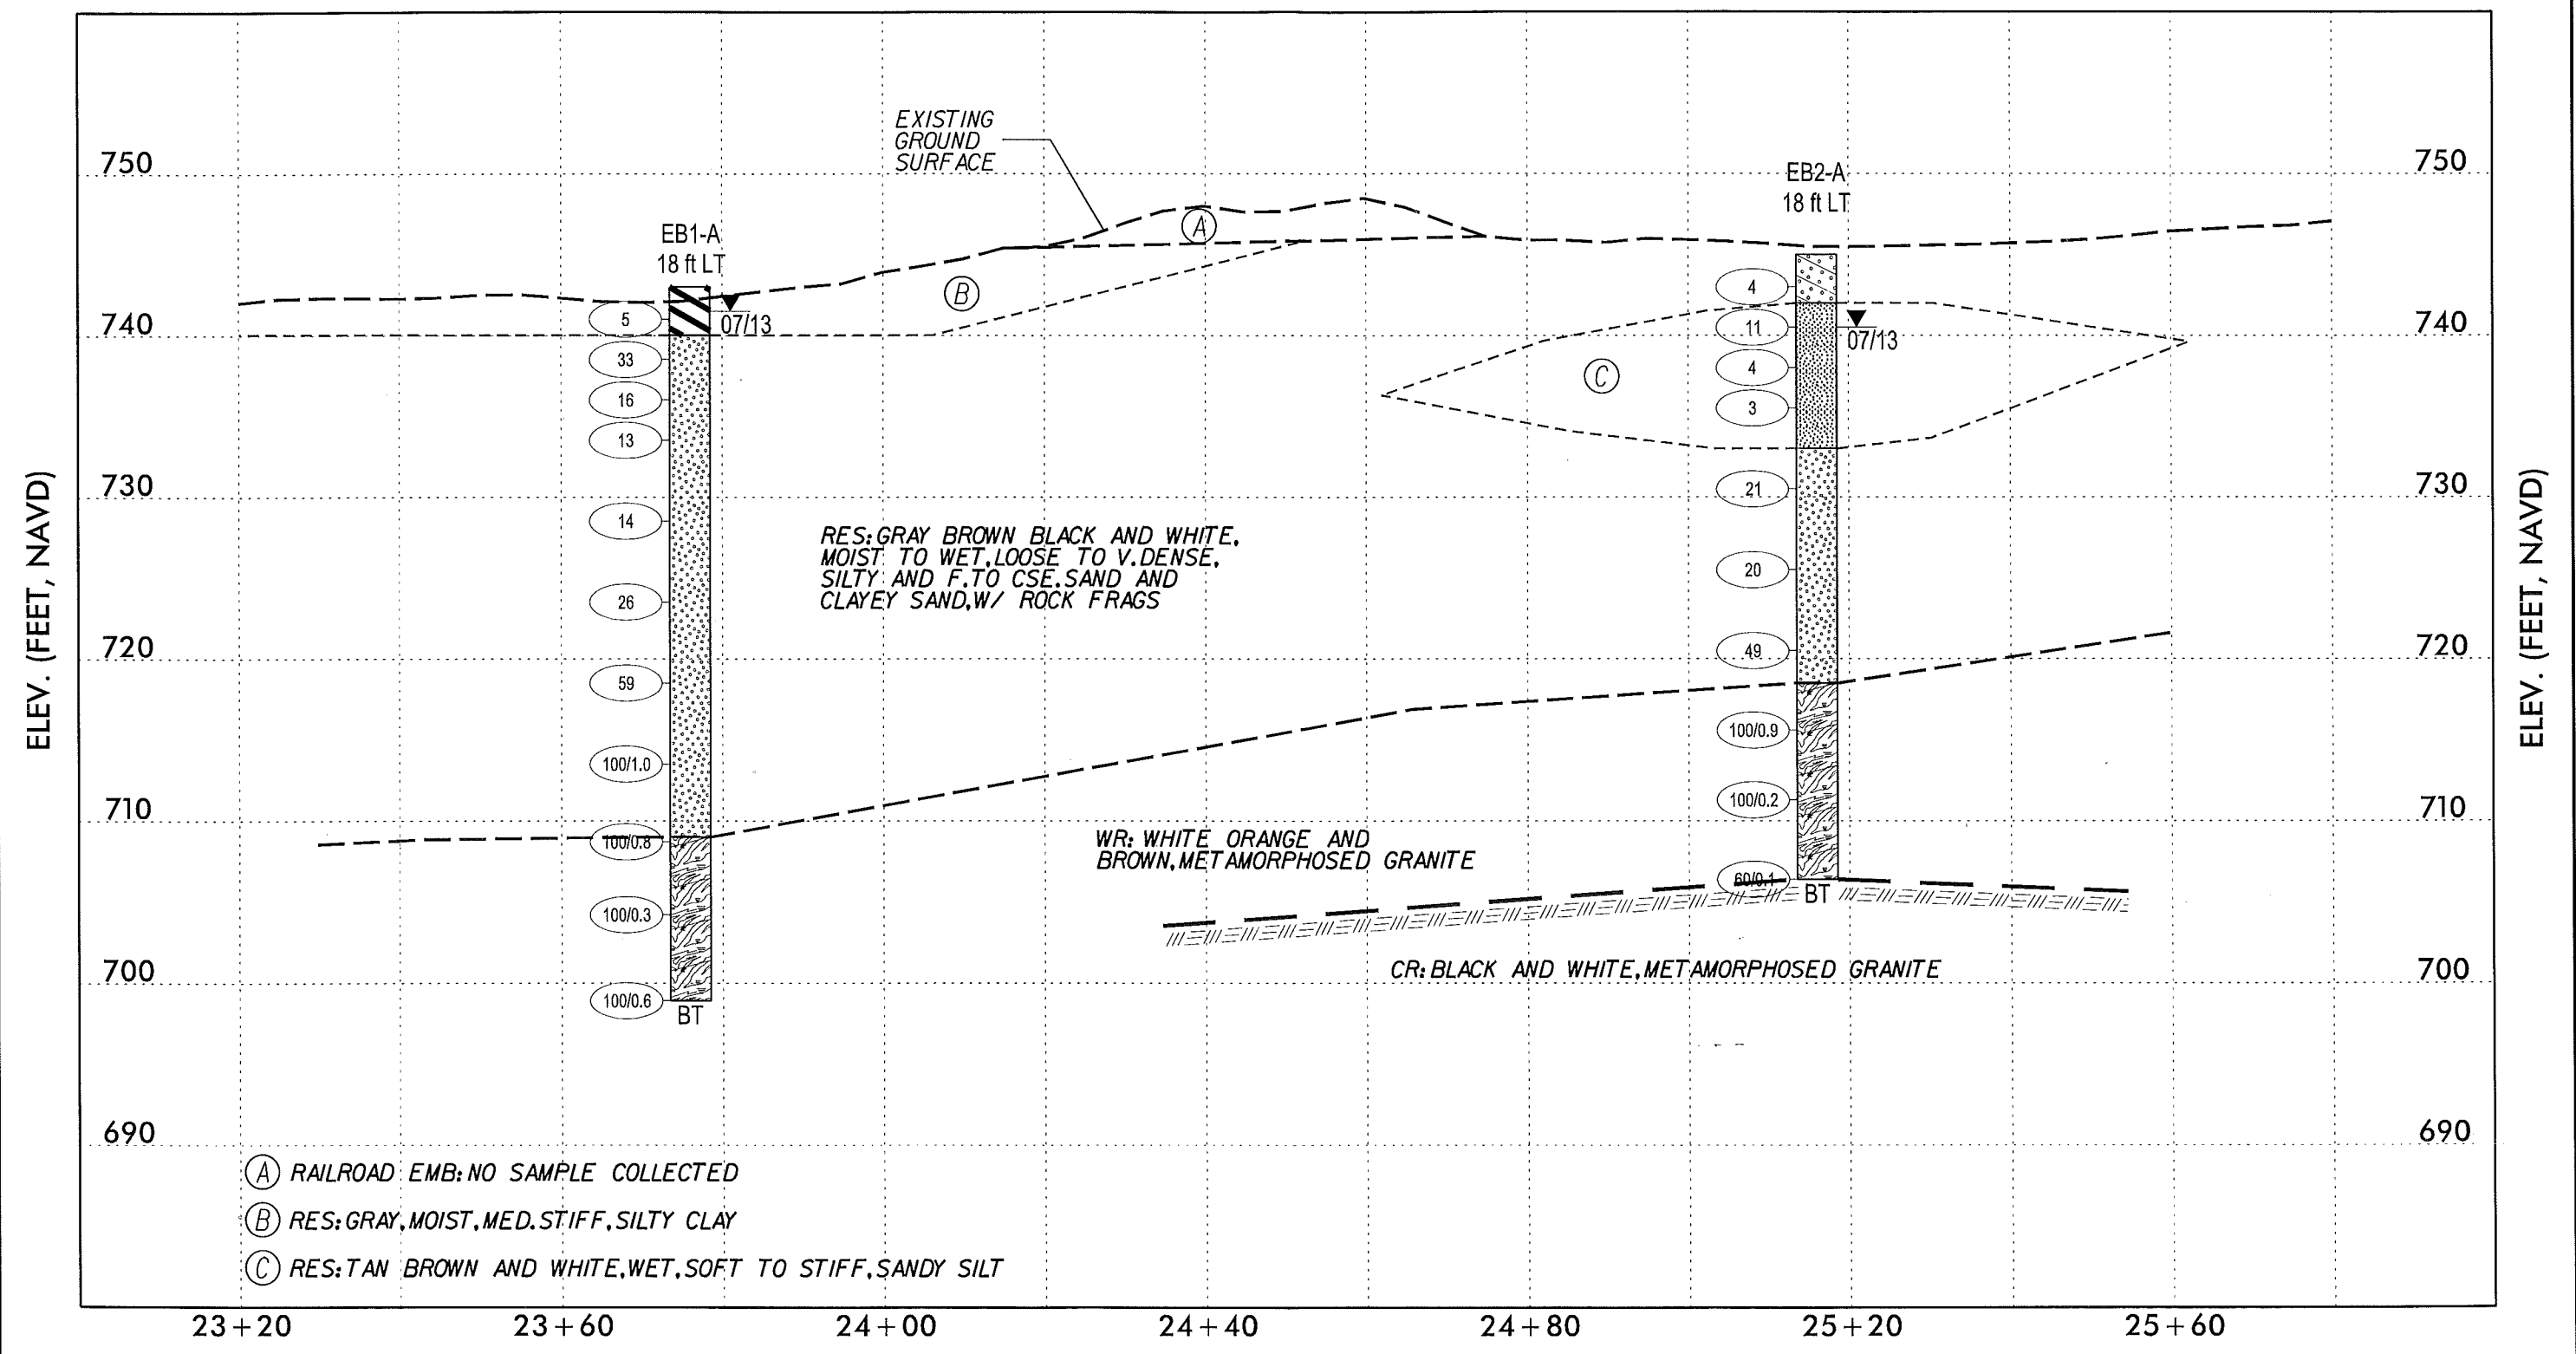 EXISTING
GROUND
SURFACE
750
750
EB2-A
18 ft LT
EB1-A
18 ft LT
A
B
4
5
07/13
740
11
07/13
740
33
4
C
16
3
13
730
21
730
14
RES: GRAY BROWN BLACK AND WHITE,
MOIST TO WET, LOOSE TO V. DENSE,
SILTY AND F. TO CSE. SAND AND
CLAYEY SAND, W/ ROCK FRAGS
20
26
720
49
720
59
100/0.9
100/1.0
710
100/0.2
710
100/0.8
WR: WHITE ORANGE AND
BROWN, METAMORPHOSED GRANITE
60/0.1
BT
100/0.3
700
CR: BLACK AND WHITE, METAMORPHOSED GRANITE
700
100/0.6
BT
690
690
A RAILROAD EMB: NO SAMPLE COLLECTED
B RES: GRAY, MOIST, MED. STIFF, SILTY CLAY
C RES: TAN BROWN AND WHITE, WET, SOFT TO STIFF, SANDY SILT
23+20 23+60 24+00 24+40 24+80 25+20 25+60
ELEV. (FEET, NAVD)
ELEV. (FEET, NAVD)